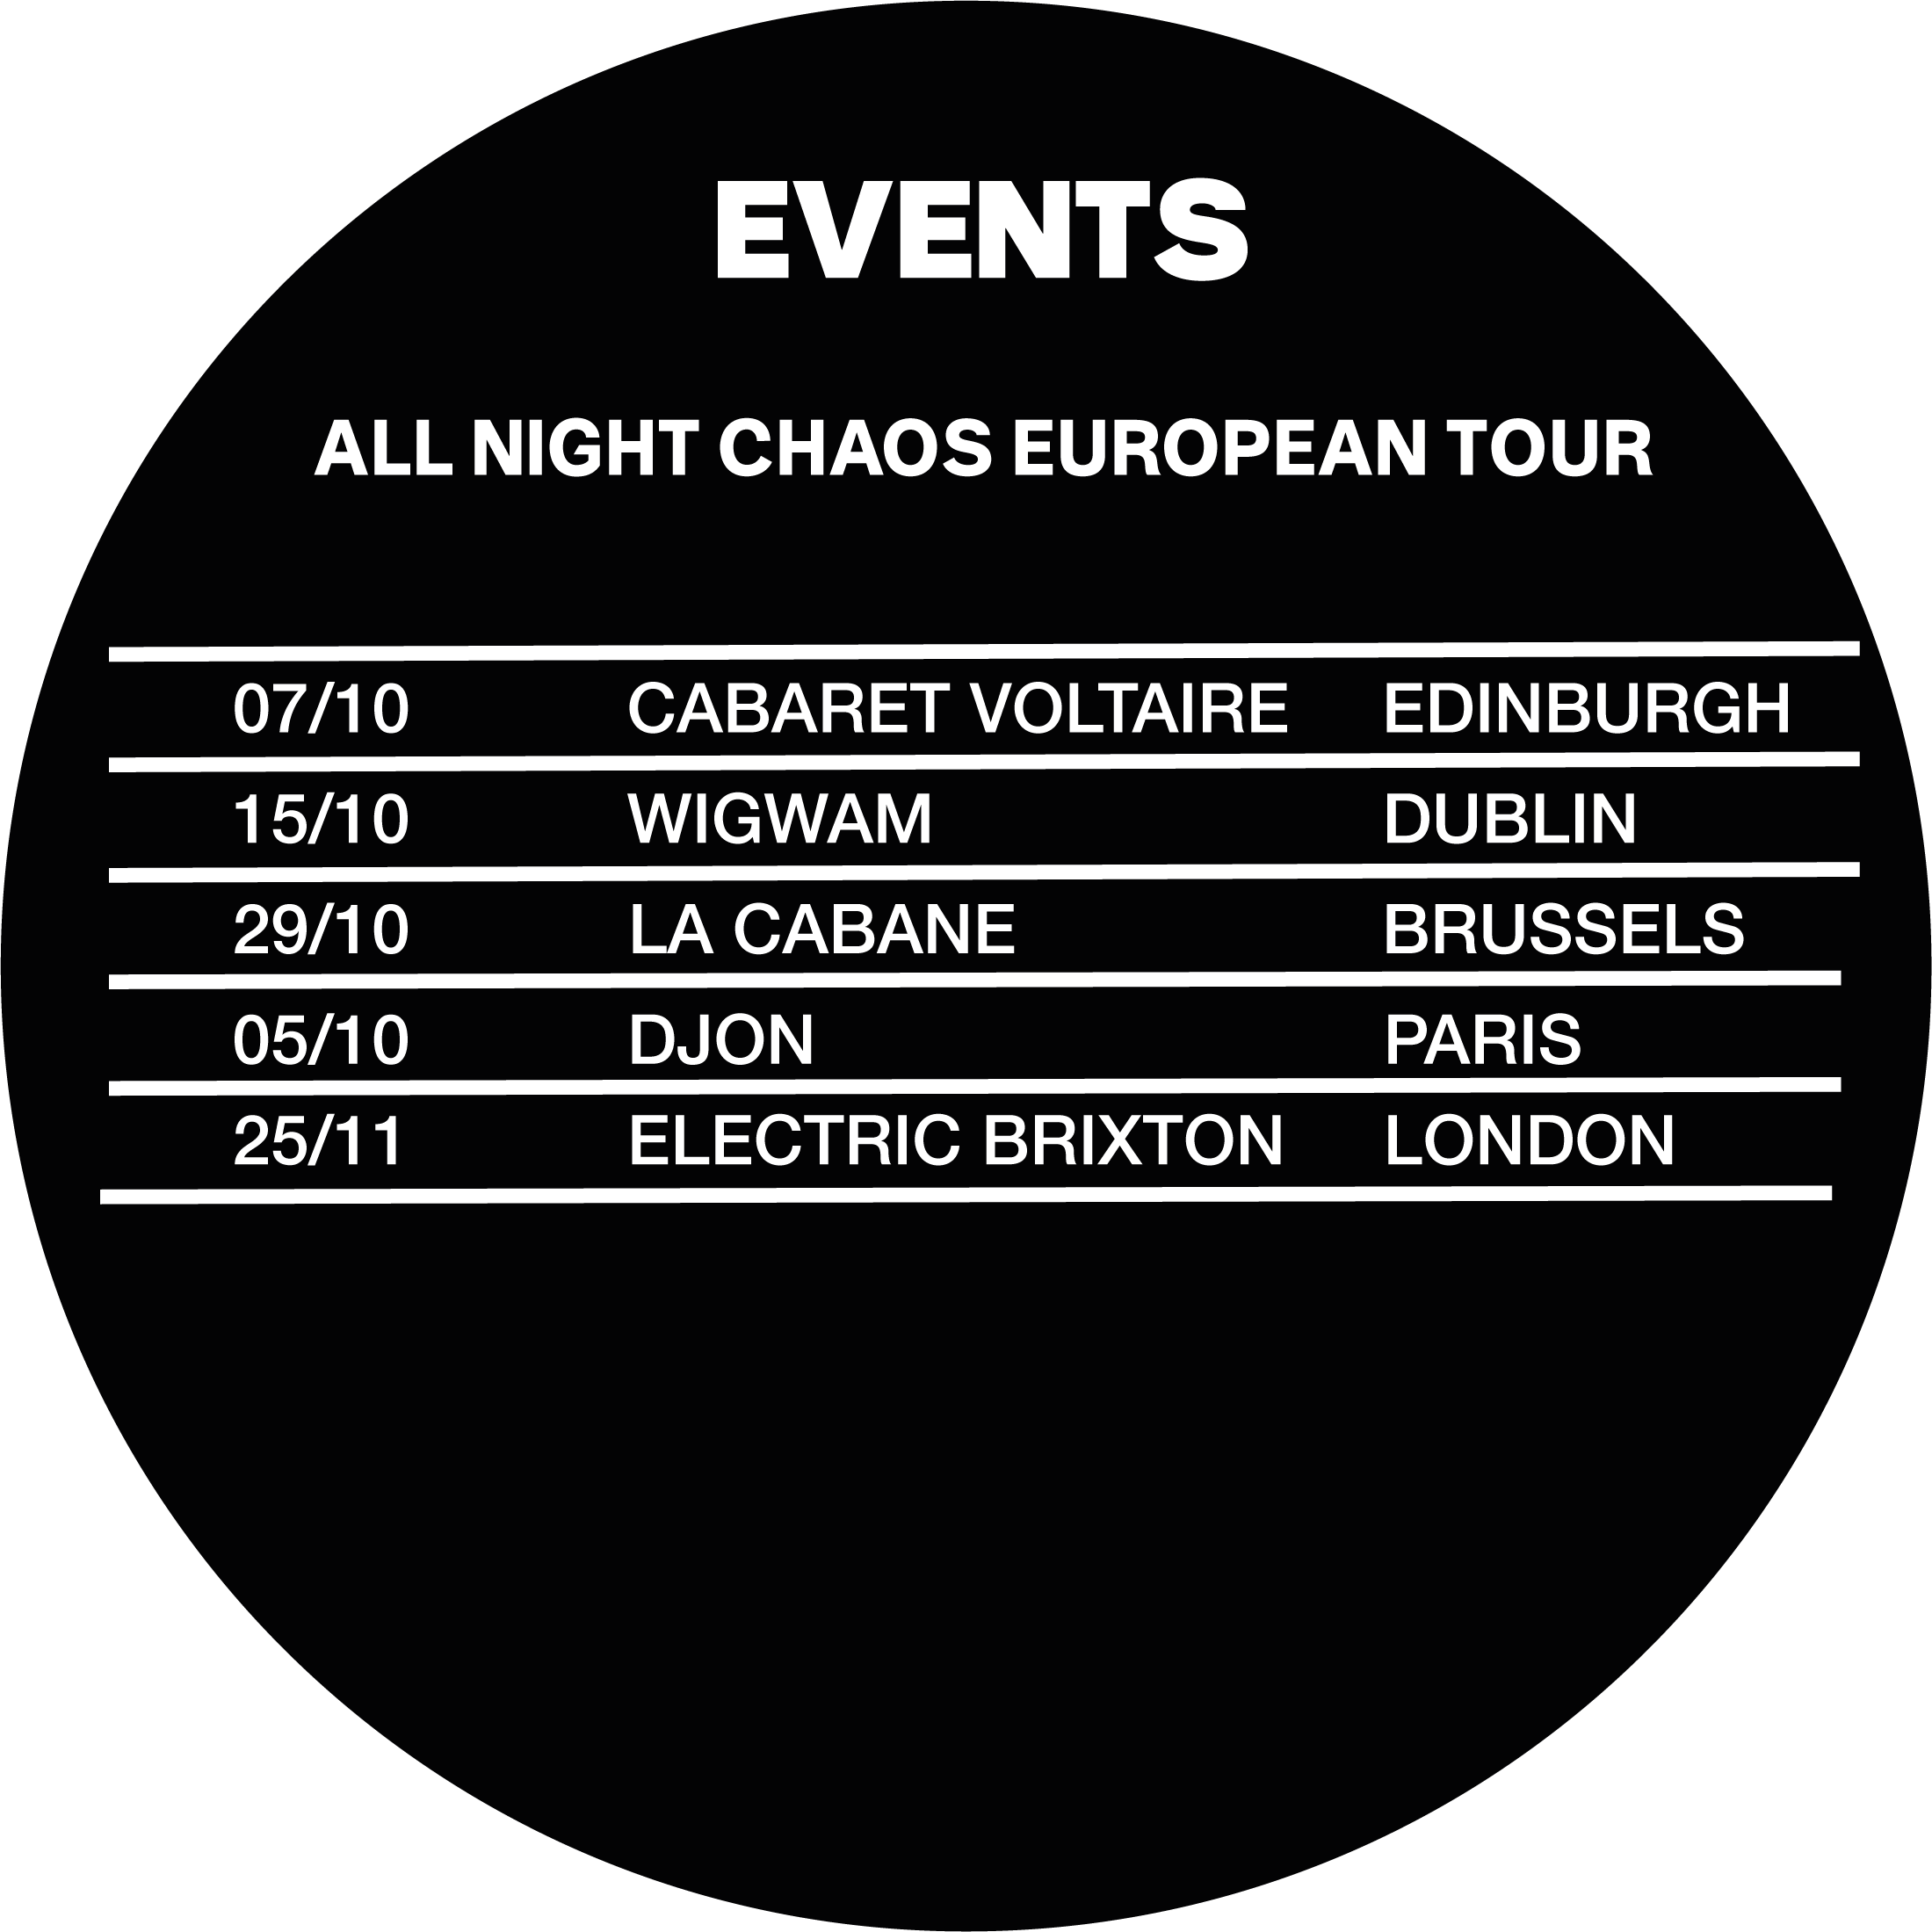 EVENTS
ALL NIGHT CHAOS EUROPEAN TOUR
07/10 CABARET VOLTAIRE EDINBURGH
15/10 WIGWAM DUBLIN
29/10 LA CABANE BRUSSELS
05/10 DJON PARIS
25/11 ELECTRIC BRIXTON LONDON